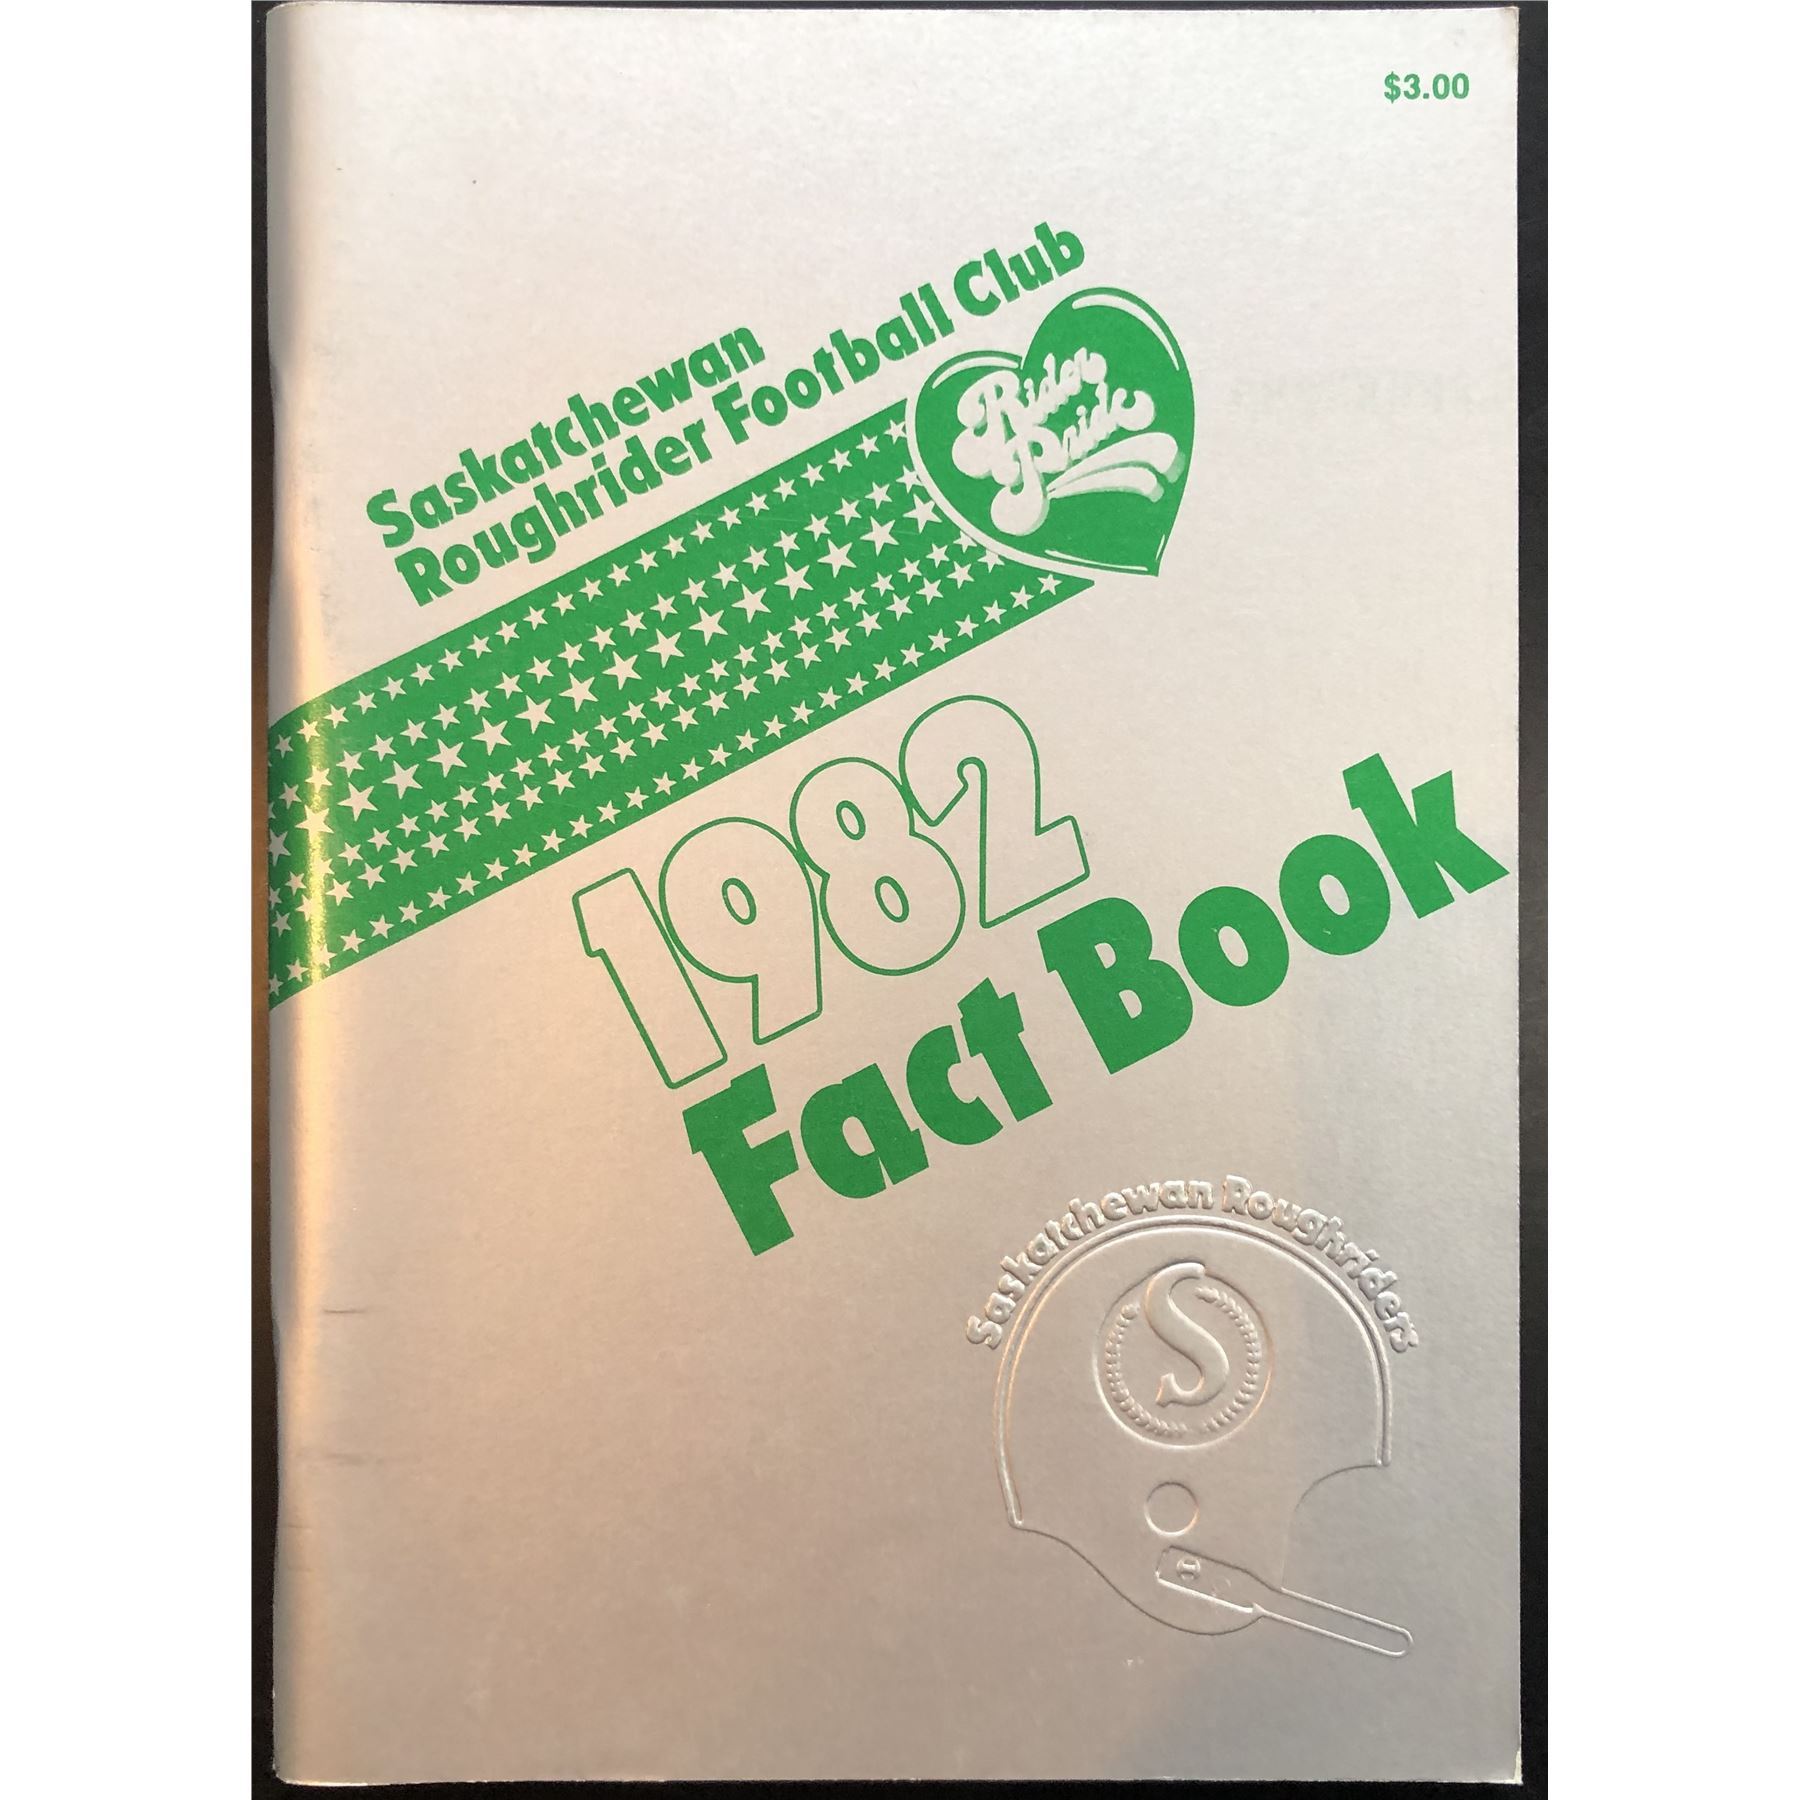 $3.00
Saskatchewan
Roughrider Football Club
Rider
Pride
1982
Fact Book
Saskatchewan Roughriders
S